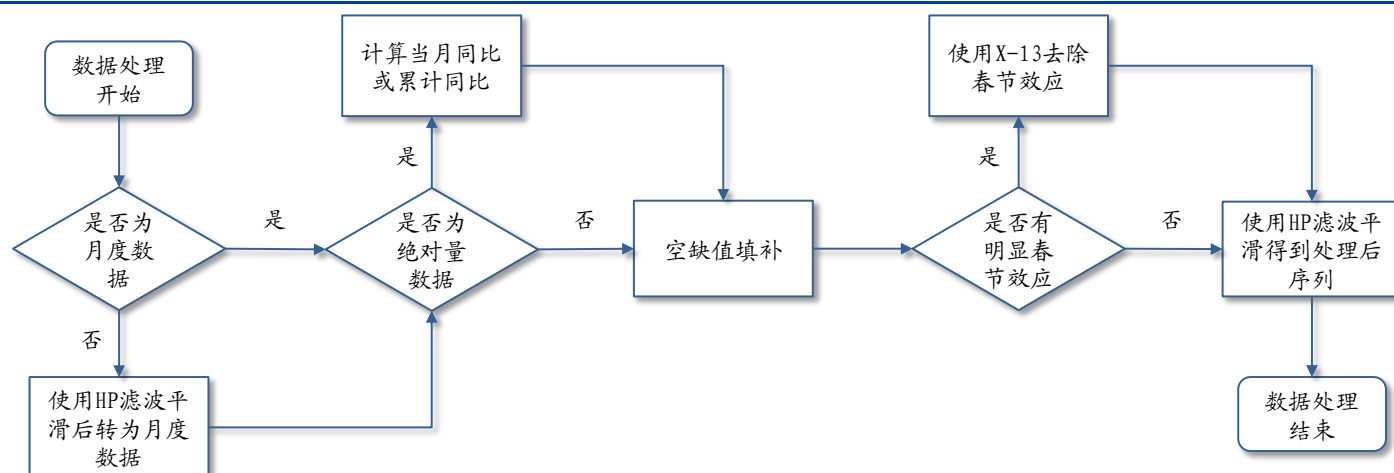 数据处理
开始
是否为
月度数
据
是
否
使用HP滤波平
滑后转为月度
数据
计算当月同比
或累计同比
是
是否为
绝对量
数据
否
空缺值填补
使用X-13去除
春节效应
是
是否有
明显春
节效应
否
使用HP滤波平
滑得到处理后
序列
数据处理
结束